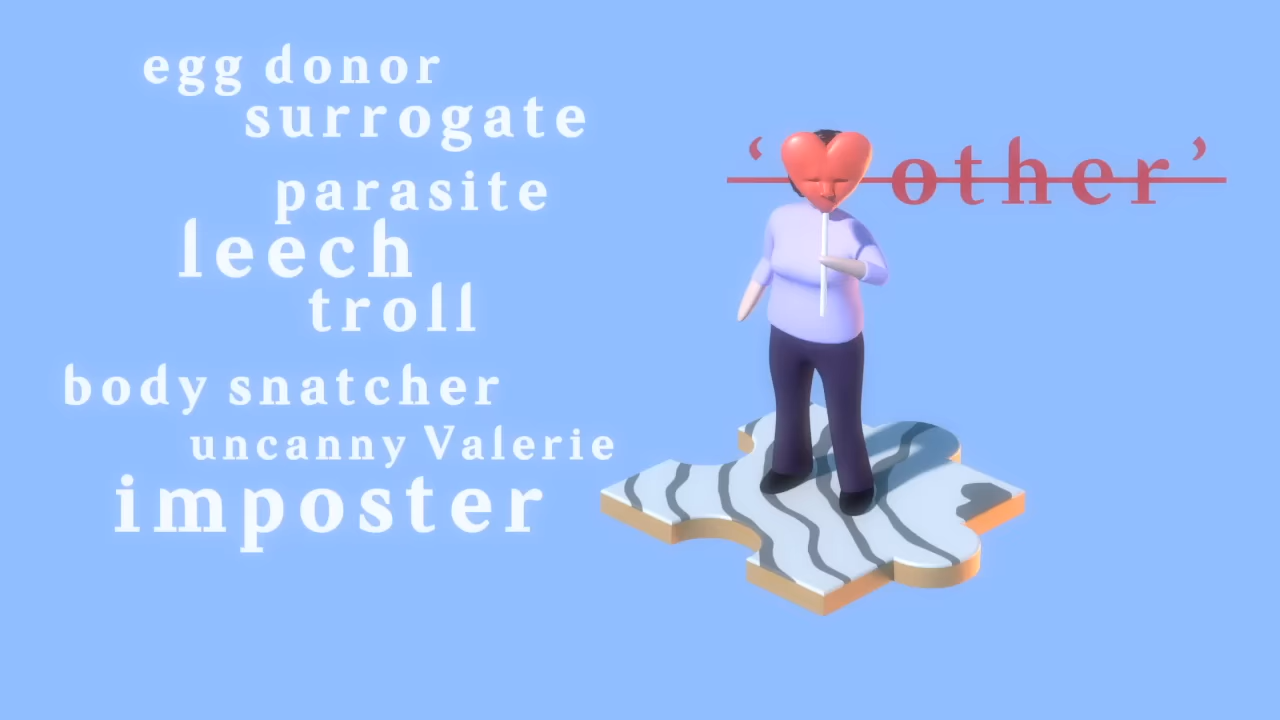 egg donor
surrogate
parasite
leech
troll
body snatcher
uncanny Valerie
imposter
‘ other ’